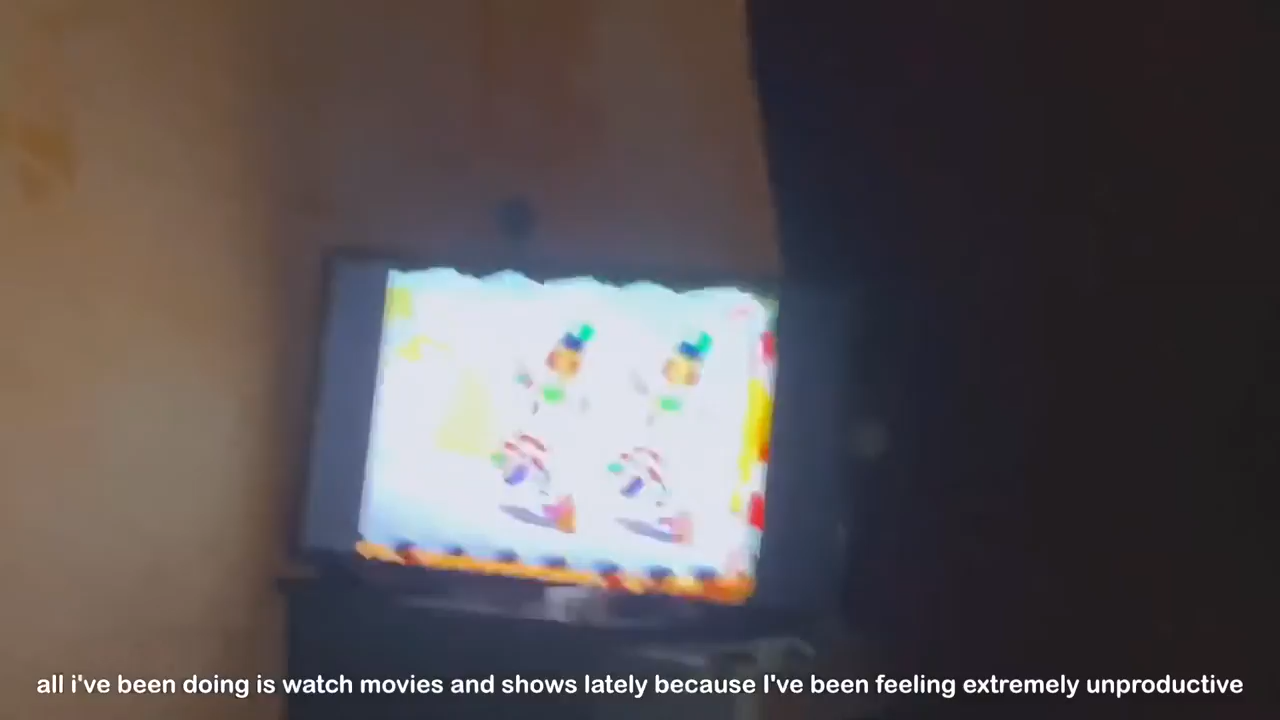 all i've been doing is watch movies and shows lately because I've been feeling extremely unproductive